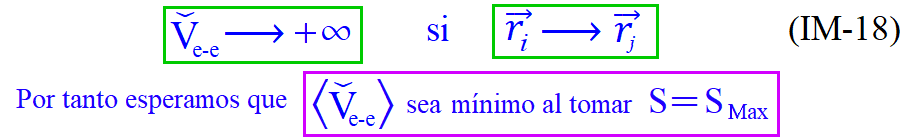 V̌e-e ⟶ +∞ si r⃗i ⟶ r⃗j (IM-18)
Por tanto esperamos que ⟨V̌e-e⟩ sea mínimo al tomar S=SMax